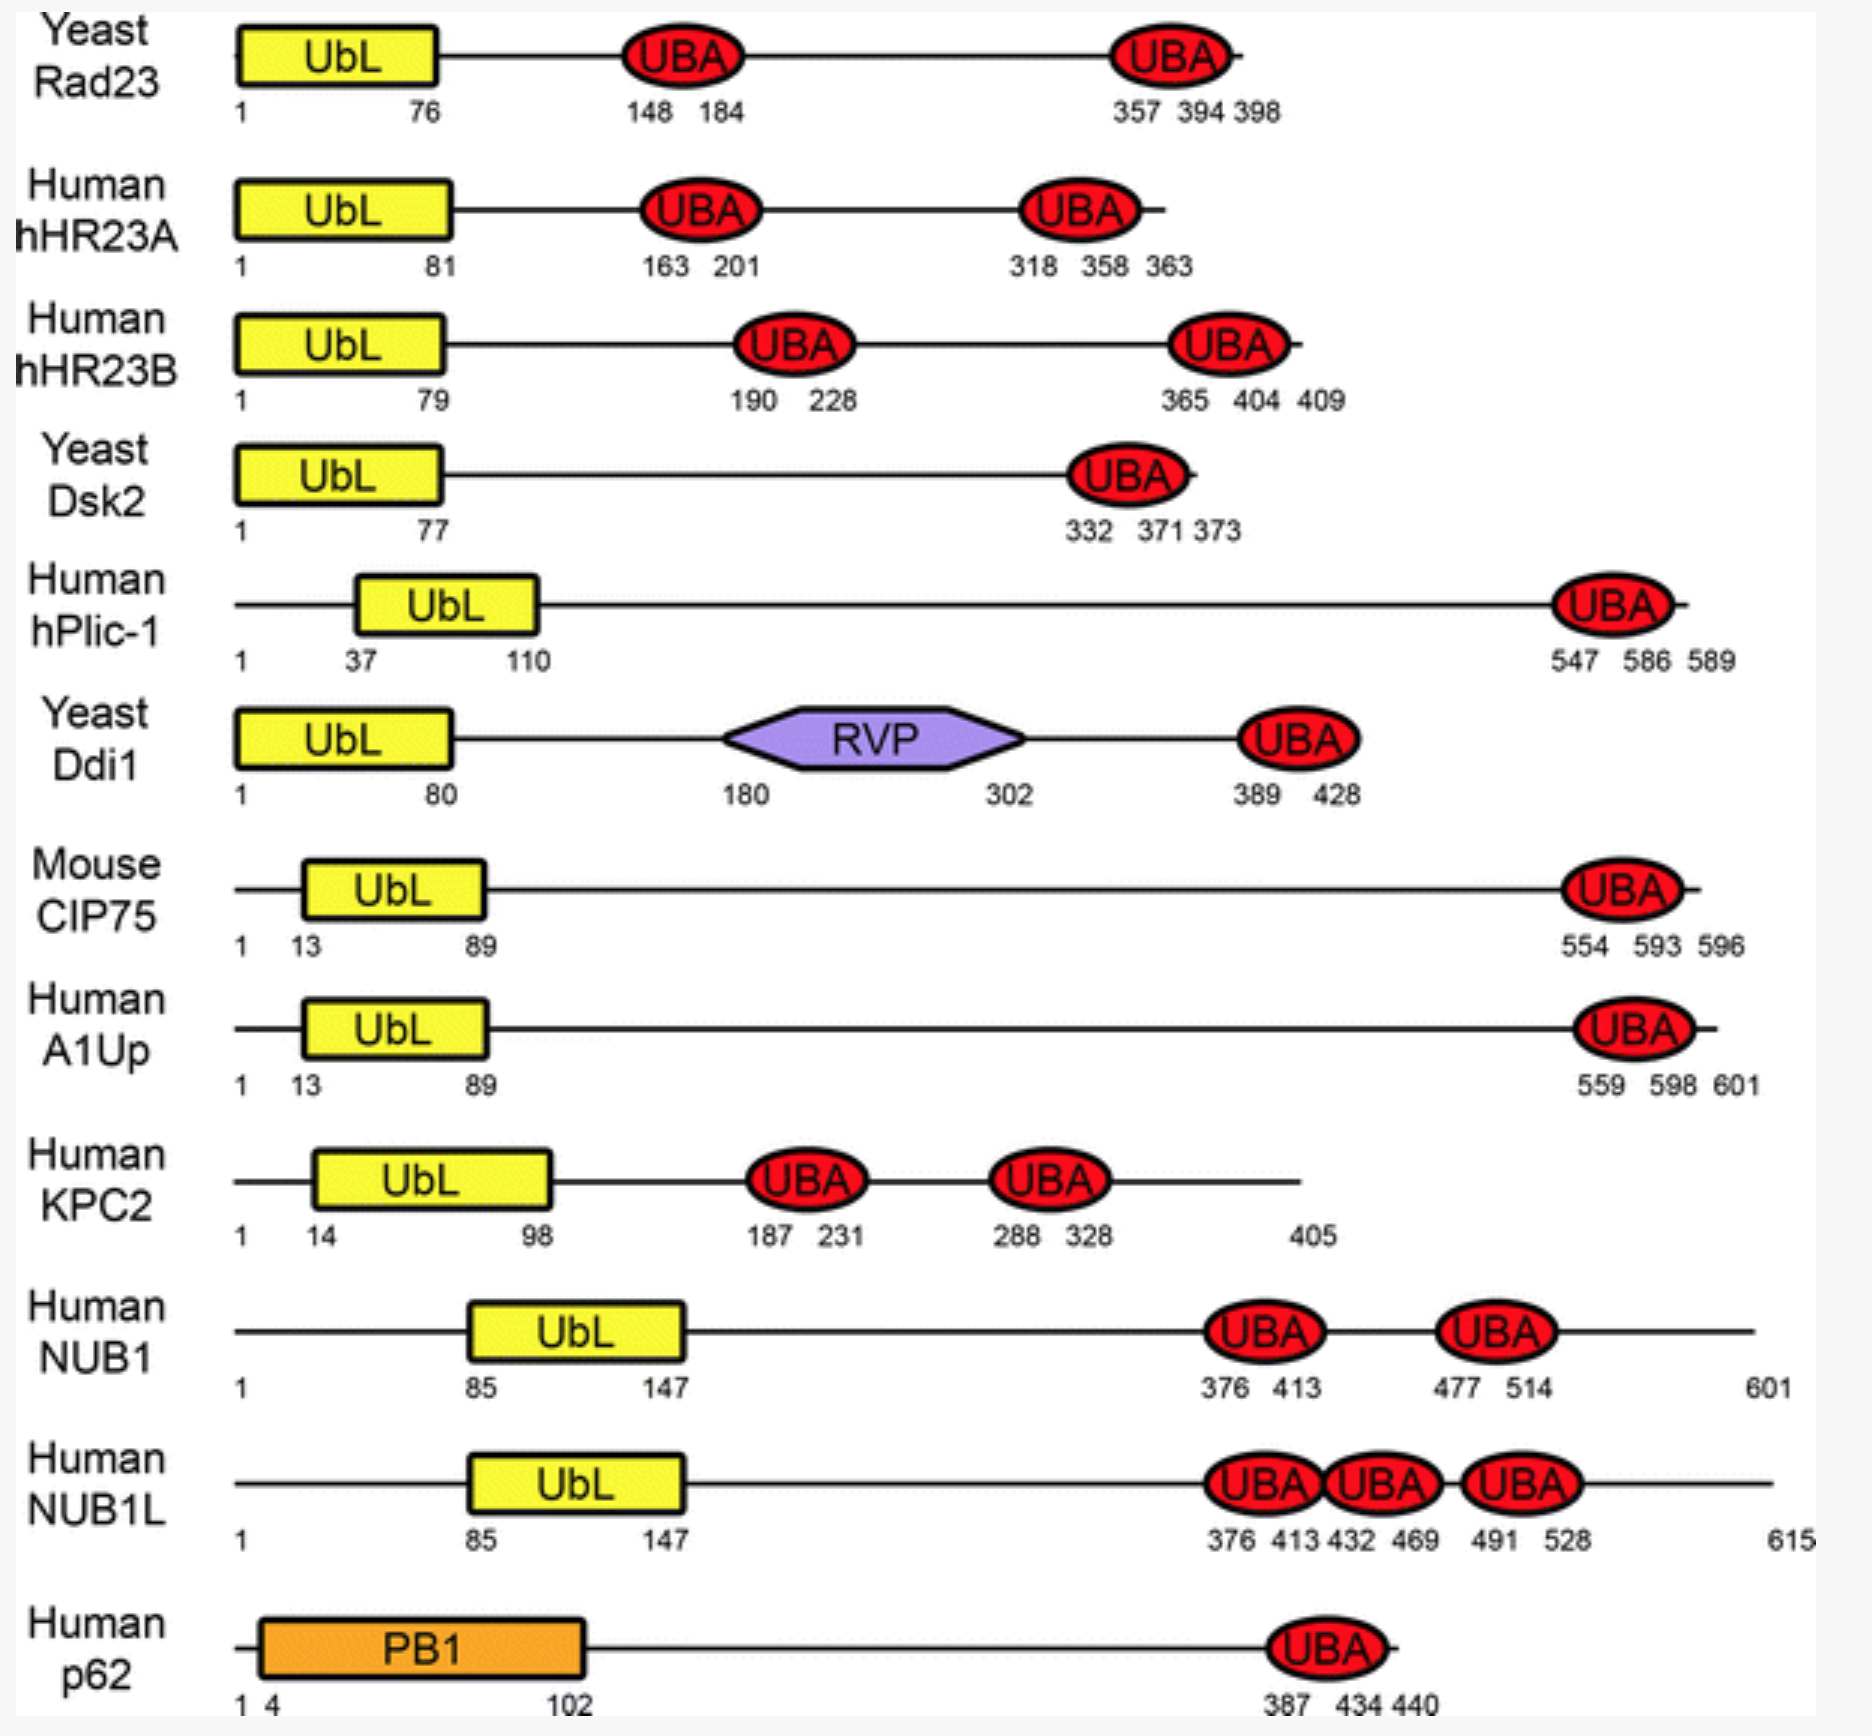 Yeast
Rad23
UbL UBA UBA
1 76 148 184 357 394 398
Human
hHR23A
UbL UBA UBA
1 81 163 201 318 358 363
Human
hHR23B
UbL UBA UBA
1 79 190 228 365 404 409
Yeast
Dsk2
UbL UBA
1 77 332 371 373
Human
hPlic-1
UbL UBA
1 37 110 547 586 589
Yeast
Ddi1
UbL RVP UBA
1 80 180 302 389 428
Mouse
CIP75
UbL UBA
1 13 89 554 593 596
Human
A1Up
UbL UBA
1 13 89 559 598 601
Human
KPC2
UbL UBA UBA
1 14 98 187 231 288 328 405
Human
NUB1
UbL UBA UBA
1 85 147 376 413 477 514 601
Human
NUB1L
UbL UBA UBA UBA
1 85 147 376 413 432 469 491 528 615
Human
p62
PB1 UBA
1 4 102 387 434 440